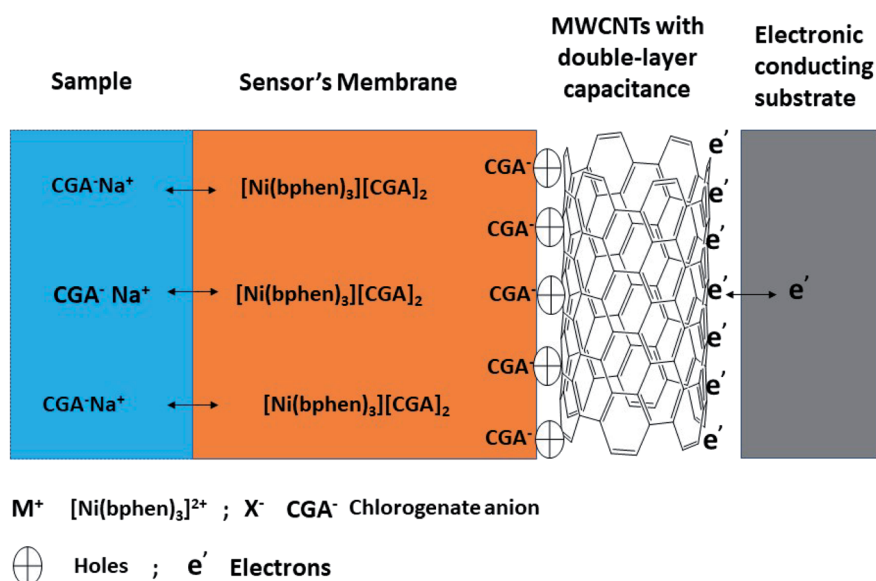 Sample
Sensor's Membrane
MWCNTs with
double-layer
capacitance
Electronic
conducting
substrate
CGA⁻Na⁺
[Ni(bphen)₃][CGA]₂
CGA⁻
CGA⁻
CGA⁻ Na⁺
[Ni(bphen)₃][CGA]₂
CGA⁻
CGA⁻
CGA⁻Na⁺
[Ni(bphen)₃][CGA]₂
CGA⁻
e′
e′
e′
e′
e′
e′
e′
e′
M⁺ [Ni(bphen)₃]²⁺ ; X⁻ CGA⁻ Chlorogenate anion
Holes ; e′ Electrons